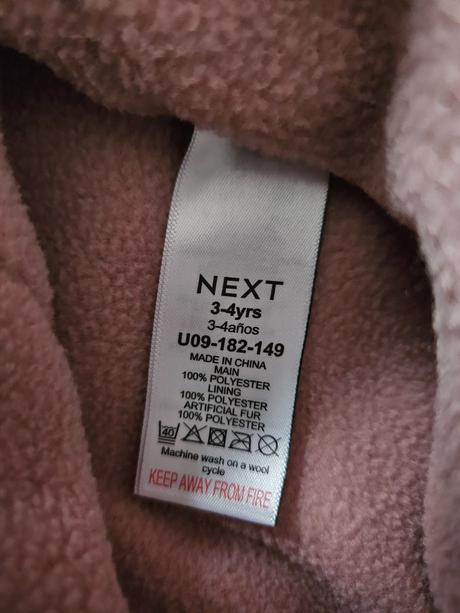 NEXT
3-4yrs
3-4años
U09-182-149
MADE IN CHINA
MAIN
100% POLYESTER
LINING
100% POLYESTER
ARTIFICIAL FUR
100% POLYESTER
40
Machine wash on a wool
cycle
KEEP AWAY FROM FIRE